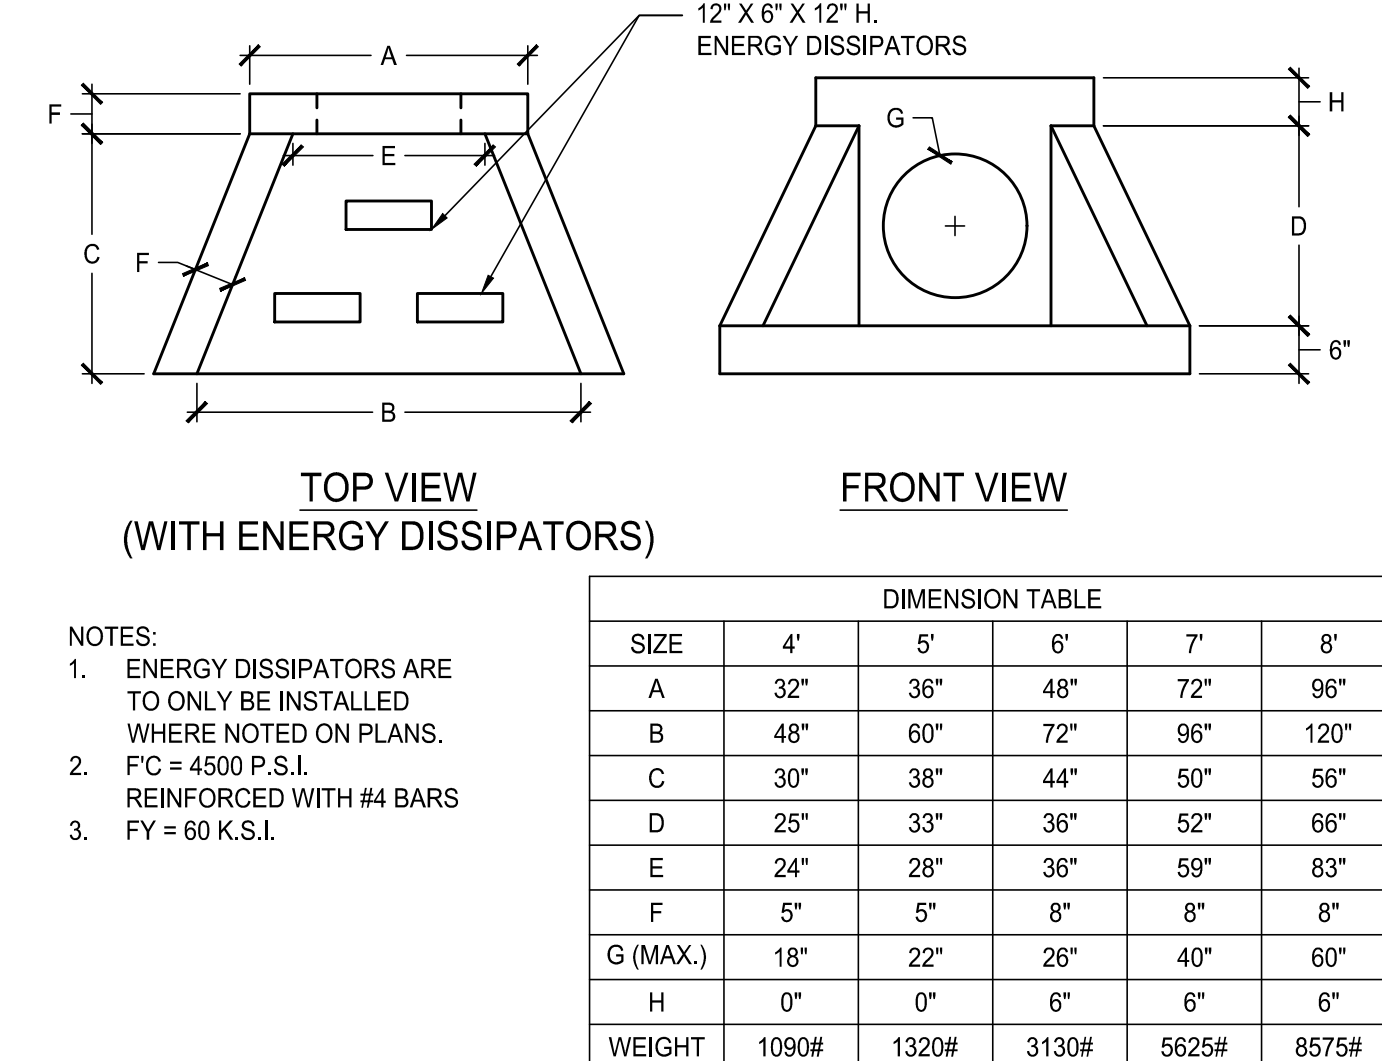 12" X 6" X 12" H.
ENERGY DISSIPATORS
A
F
E
C
F
B
G
H
D
6"
TOP VIEW
(WITH ENERGY DISSIPATORS)
FRONT VIEW
NOTES:
1. ENERGY DISSIPATORS ARE
TO ONLY BE INSTALLED
WHERE NOTED ON PLANS.
2. F'C = 4500 P.S.I.
REINFORCED WITH #4 BARS
3. FY = 60 K.S.I.
DIMENSION TABLE
SIZE 4' 5' 6' 7' 8'
A 32" 36" 48" 72" 96"
B 48" 60" 72" 96" 120"
C 30" 38" 44" 50" 56"
D 25" 33" 36" 52" 66"
E 24" 28" 36" 59" 83"
F 5" 5" 8" 8" 8"
G (MAX.) 18" 22" 26" 40" 60"
H 0" 0" 6" 6" 6"
WEIGHT 1090# 1320# 3130# 5625# 8575#